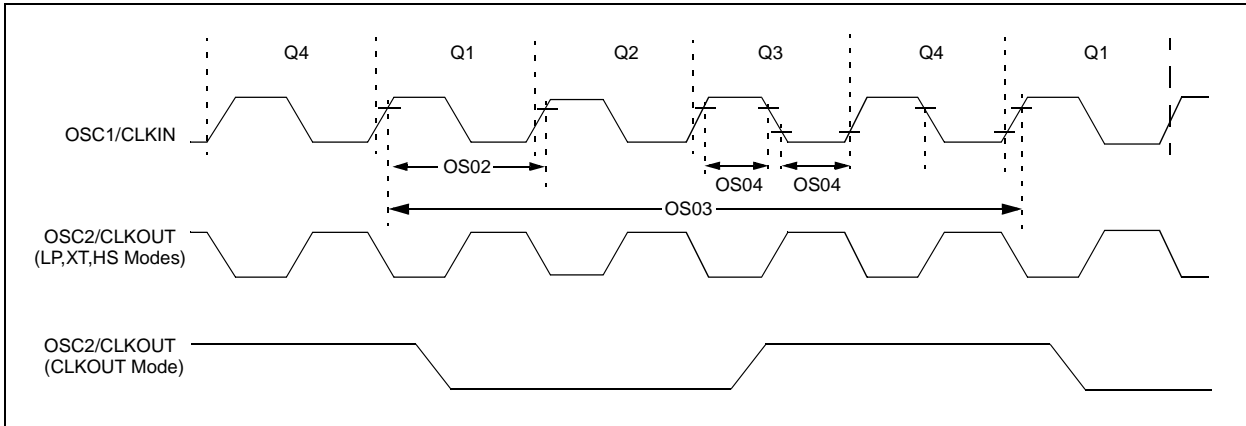 Q4 Q1 Q2 Q3 Q4 Q1
OSC1/CLKIN
OS02
OS04 OS04
OS03
OSC2/CLKOUT
(LP,XT,HS Modes)
OSC2/CLKOUT
(CLKOUT Mode)